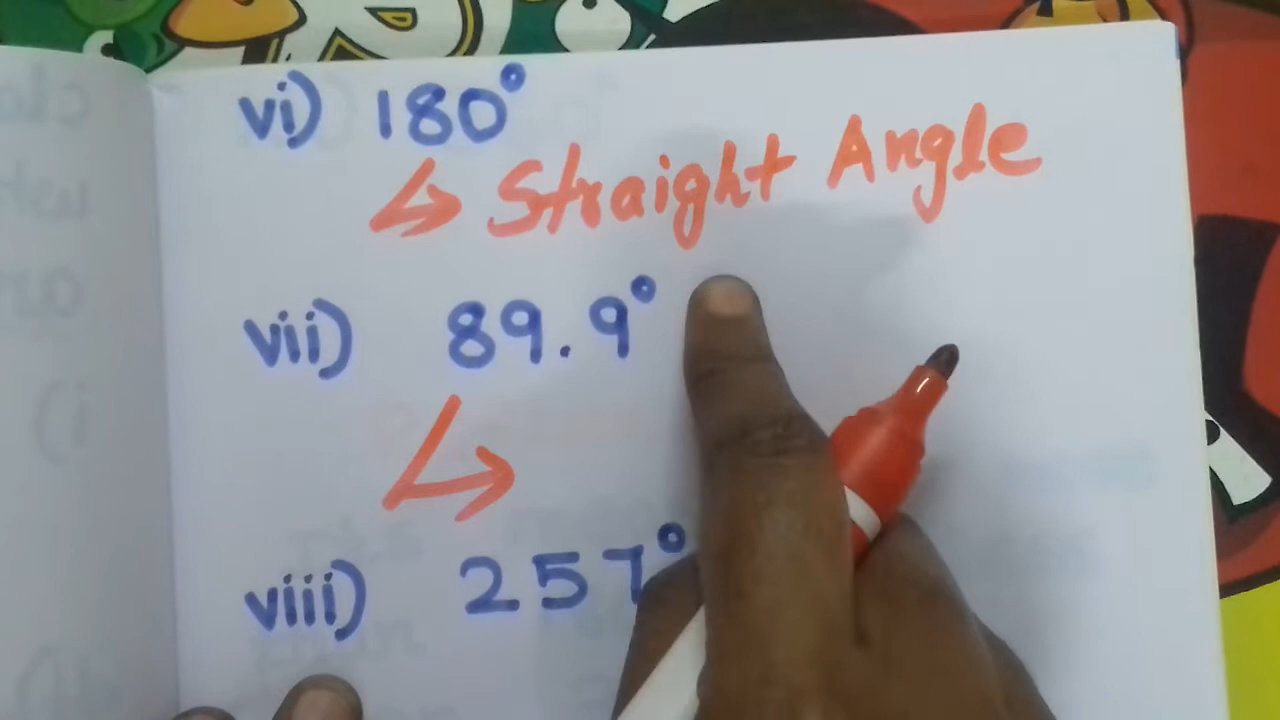 vi) 180°
↳ Straight Angle
vii) 89.9°
↳
viii) 257°